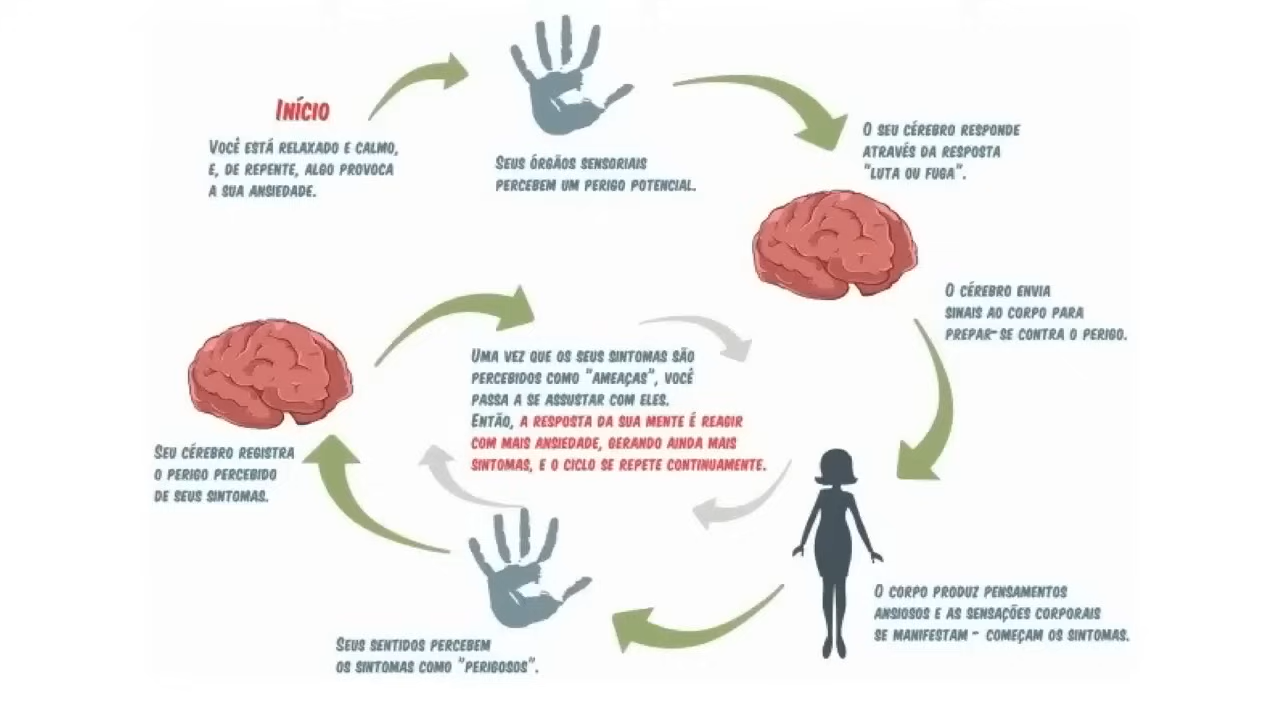 INÍCIO
VOCÊ ESTÁ RELAXADO E CALMO,
E, DE REPENTE, ALGO PROVOCA
A SUA ANSIEDADE.
SEUS ÓRGÃOS SENSORIAIS
PERCEBEM UM PERIGO POTENCIAL.
O SEU CÉREBRO RESPONDE
ATRAVÉS DA RESPOSTA
"LUTA OU FUGA".
O CÉREBRO ENVIA
SINAIS AO CORPO PARA
PREPAR-SE CONTRA O PERIGO.
O CORPO PRODUZ PENSAMENTOS
ANSIOSOS E AS SENSAÇÕES CORPORAIS
SE MANIFESTAM - COMEÇAM OS SINTOMAS.
SEUS SENTIDOS PERCEBEM
OS SINTOMAS COMO "PERIGOSOS".
SEU CÉREBRO REGISTRA
O PERIGO PERCEBIDO
DE SEUS SINTOMAS.
UMA VEZ QUE OS SEUS SINTOMAS SÃO
PERCEBIDOS COMO "AMEAÇAS", VOCÊ
PASSA A SE ASSUSTAR COM ELES.
ENTÃO, A RESPOSTA DA SUA MENTE É REAGIR
COM MAIS ANSIEDADE, GERANDO AINDA MAIS
SINTOMAS, E O CICLO SE REPETE CONTINUAMENTE.